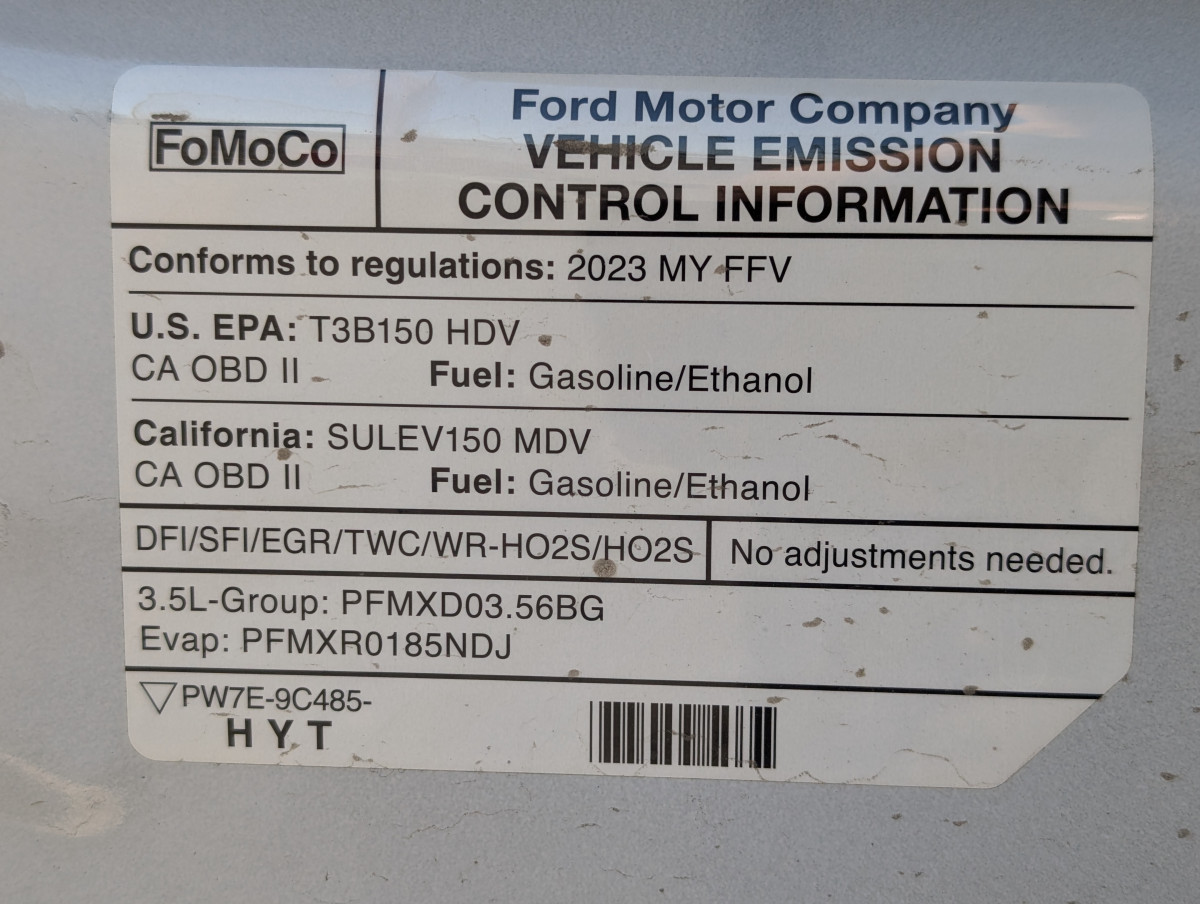 FoMoCo
Ford Motor Company
VEHICLE EMISSION
CONTROL INFORMATION
Conforms to regulations: 2023 MY FFV
U.S. EPA: T3B150 HDV
CA OBD II Fuel: Gasoline/Ethanol
California: SULEV150 MDV
CA OBD II Fuel: Gasoline/Ethanol
DFI/SFI/EGR/TWC/WR-HO2S/HO2S
No adjustments needed.
3.5L-Group: PFMXD03.56BG
Evap: PFMXR0185NDJ
▽PW7E-9C485-
H Y T